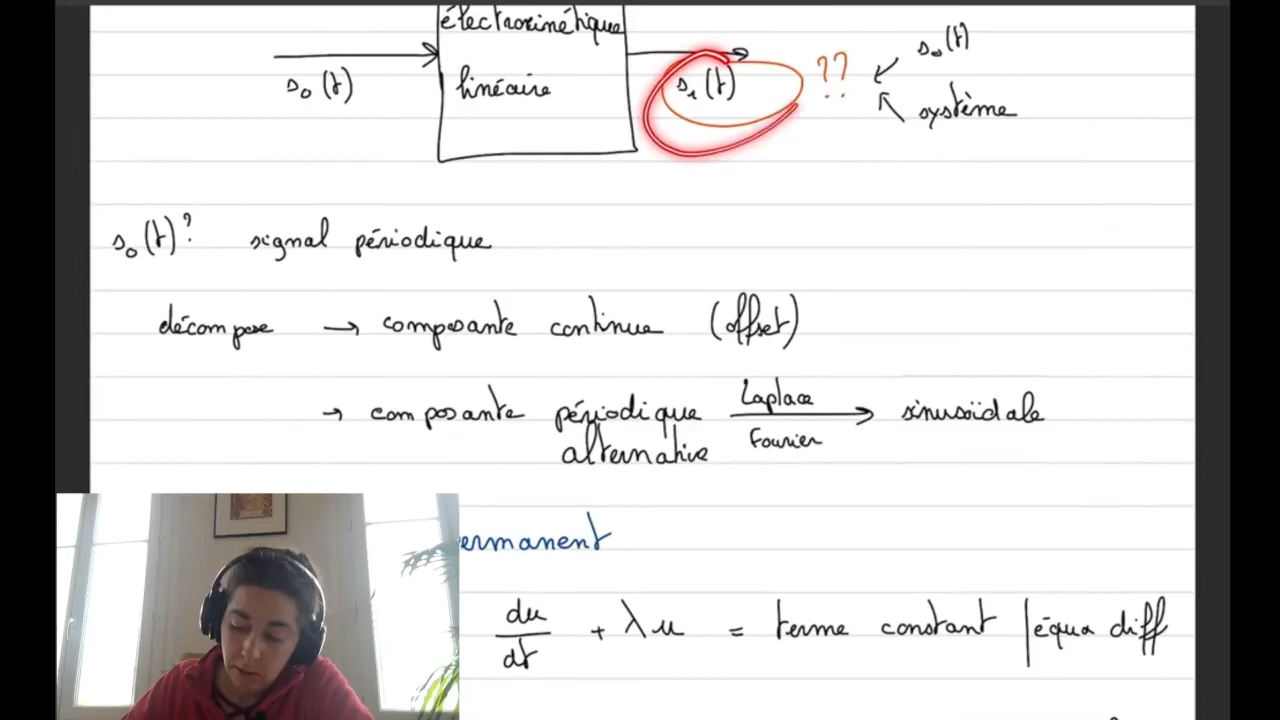 électrocinétique
s₀(t)
linéaire
s₁(t)
??
s₀(t)
système
s₀(t)? signal périodique
décompose → composante continue (offset)
→ composante périodique alternative Laplace Fourier → sinusoïdale
ermanent
du/dt + λu = terme constant | équa diff